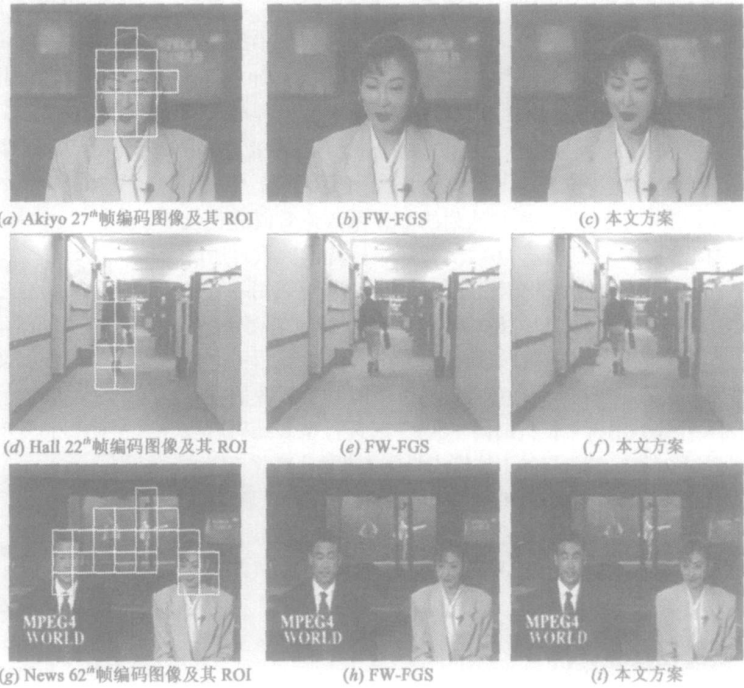 (a) Akiyo 27th帧编码图像及其 ROI
(b) FW-FGS
(c) 本文方案
(d) Hall 22th帧编码图像及其 ROI
(e) FW-FGS
(f) 本文方案
MPEG4
WORLD
MPEG4
WORLD
MPEG4
WORLD
(g) News 62th帧编码图像及其 ROI
(h) FW-FGS
(i) 本文方案